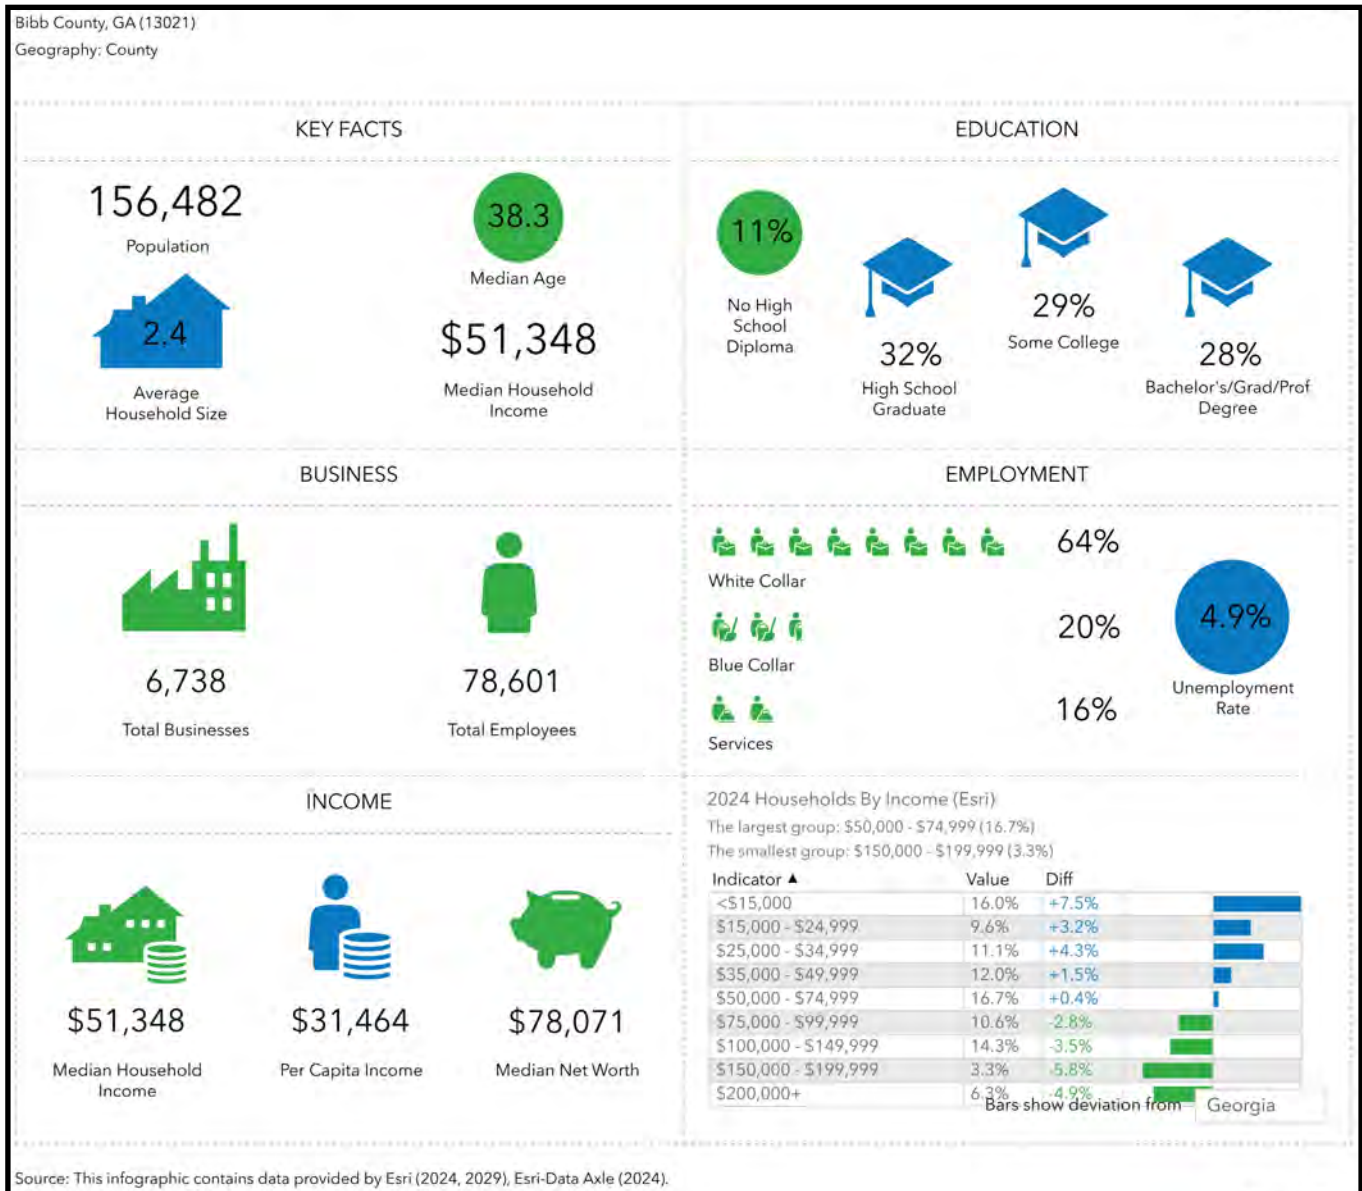 Bibb County, GA (13021)
Geography: County
KEY FACTS
156,482
Population
38.3
Median Age
2.4
Average
Household Size
$51,348
Median Household
Income
EDUCATION
11%
No High
School
Diploma
32%
High School
Graduate
29%
Some College
28%
Bachelor's/Grad/Prof
Degree
BUSINESS
6,738
Total Businesses
78,601
Total Employees
EMPLOYMENT
64%
White Collar
20%
Blue Collar
16%
Services
4.9%
Unemployment
Rate
INCOME
$51,348
Median Household
Income
$31,464
Per Capita Income
$78,071
Median Net Worth
2024 Households By Income (Esri)
The largest group: $50,000 - $74,999 (16.7%)
The smallest group: $150,000 - $199,999 (3.3%)
Indicator ▲ Value Diff
<$15,000 16.0% +7.5%
$15,000 - $24,999 9.6% +3.2%
$25,000 - $34,999 11.1% +4.3%
$35,000 - $49,999 12.0% +1.5%
$50,000 - $74,999 16.7% +0.4%
$75,000 - $99,999 10.6% -2.8%
$100,000 - $149,999 14.3% -3.5%
$150,000 - $199,999 3.3% -5.8%
$200,000+ 6.3% -4.9%
Bars show deviation from Georgia
Source: This infographic contains data provided by Esri (2024, 2029), Esri-Data Axle (2024).